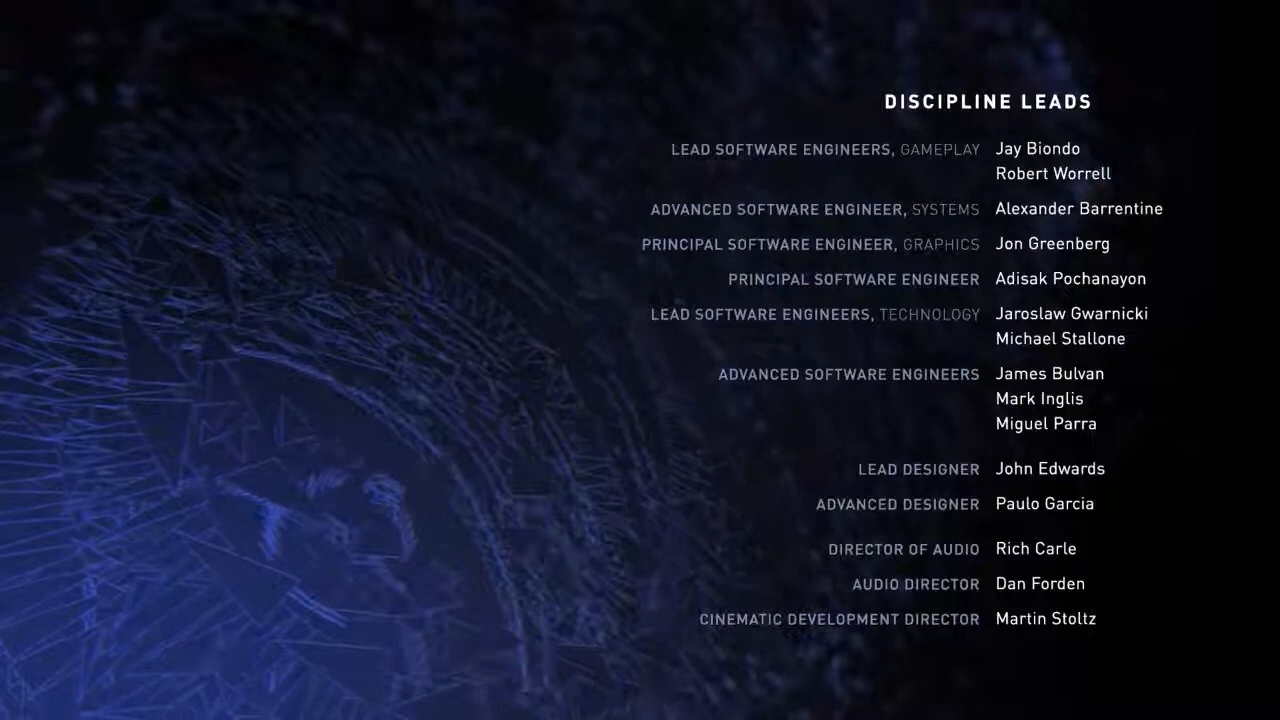 DISCIPLINE LEADS
LEAD SOFTWARE ENGINEERS, GAMEPLAY Jay Biondo
Robert Worrell
ADVANCED SOFTWARE ENGINEER, SYSTEMS Alexander Barrentine
PRINCIPAL SOFTWARE ENGINEER, GRAPHICS Jon Greenberg
PRINCIPAL SOFTWARE ENGINEER Adisak Pochanayon
LEAD SOFTWARE ENGINEERS, TECHNOLOGY Jaroslaw Gwarnicki
Michael Stallone
ADVANCED SOFTWARE ENGINEERS James Bulvan
Mark Inglis
Miguel Parra
LEAD DESIGNER John Edwards
ADVANCED DESIGNER Paulo Garcia
DIRECTOR OF AUDIO Rich Carle
AUDIO DIRECTOR Dan Forden
CINEMATIC DEVELOPMENT DIRECTOR Martin Stoltz